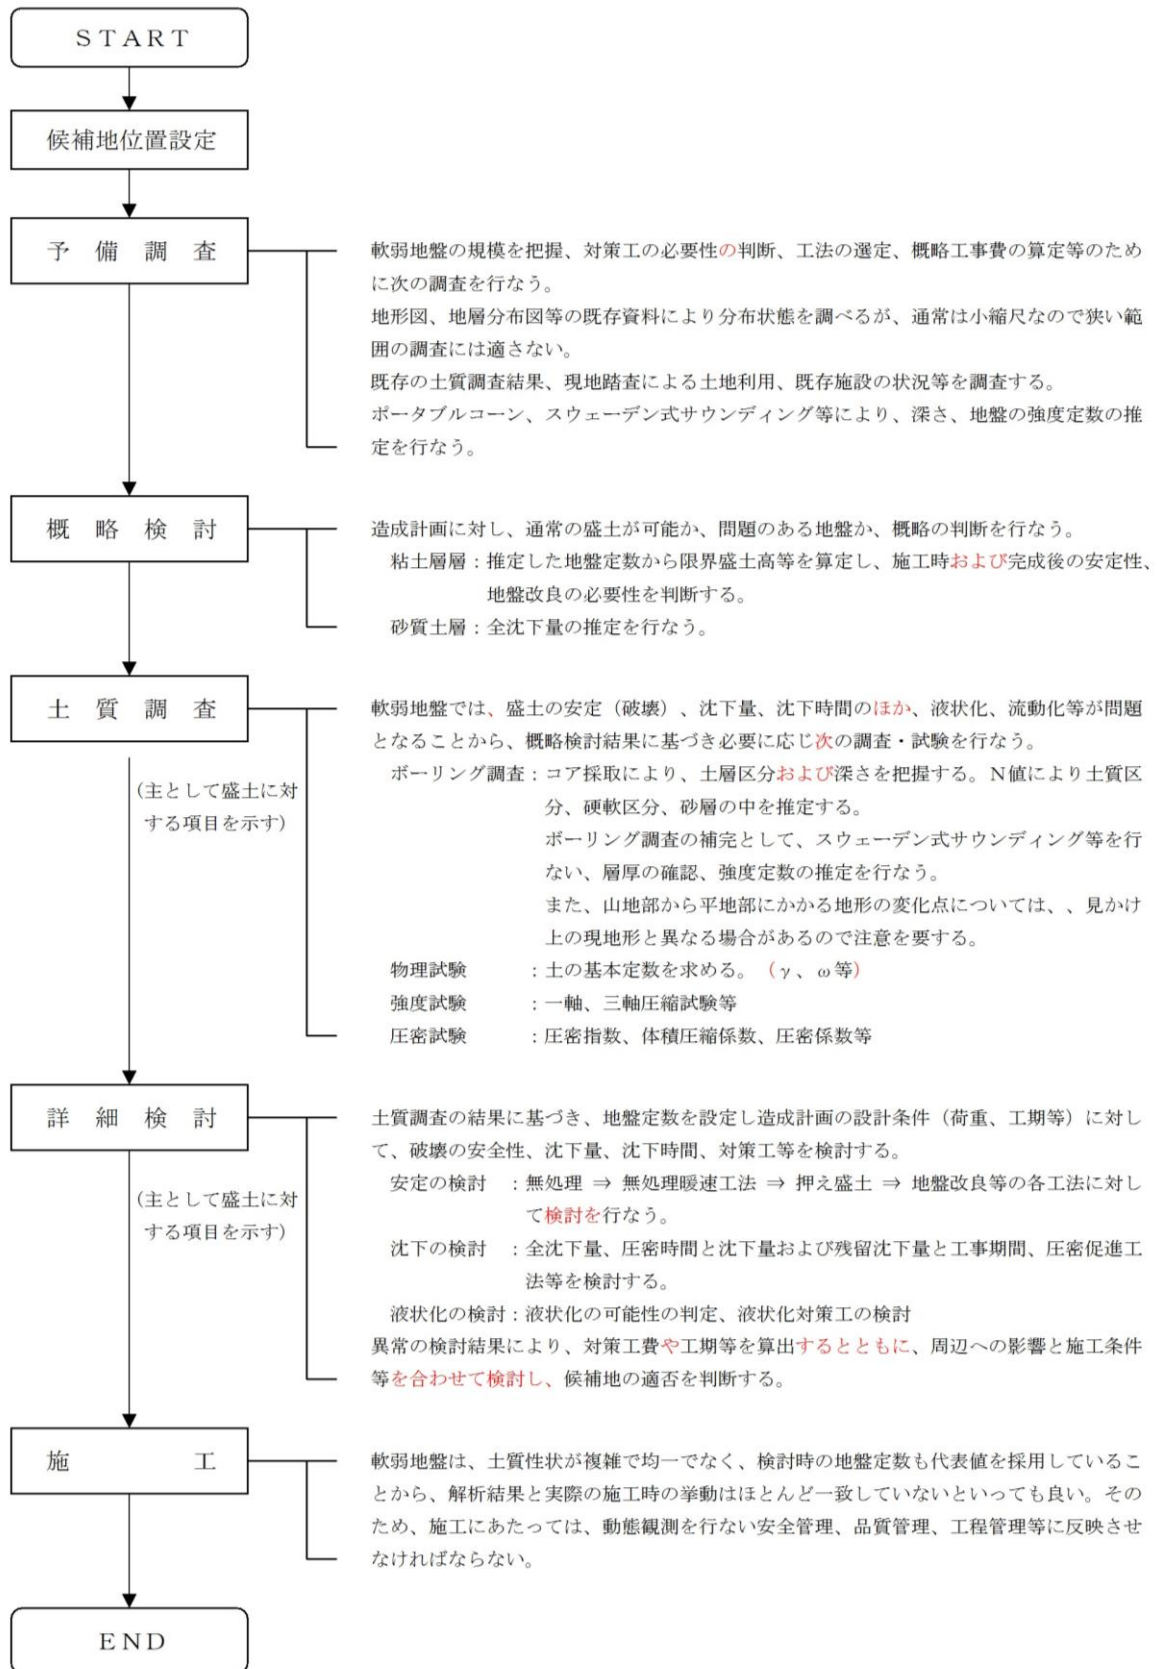 START
候補地位置設定
予備調査
軟弱地盤の規模を把握、対策工の必要性の判断、工法の選定、概略工事費の算定等のため
に次の調査を行なう。
地形図、地層分布図等の既存資料により分布状態を調べるが、通常は小縮尺なので狭い範
囲の調査には適さない。
既存の土質調査結果、現地踏査による土地利用、既存施設の状況等を調査する。
ポータブルコーン、スウェーデン式サウンディング等により、深さ、地盤の強度定数の推
定を行なう。
概略検討
造成計画に対し、通常の盛土が可能か、問題のある地盤か、概略の判断を行なう。
粘土層層：推定した地盤定数から限界盛土高等を算定し、施工時および完成後の安定性、
地盤改良の必要性を判断する。
砂質土層：全沈下量の推定を行なう。
土質調査
(主として盛土に対
する項目を示す)
軟弱地盤では、盛土の安定（破壊）、沈下量、沈下時間のほか、液状化、流動化等が問題
となることから、概略検討結果に基づき必要に応じ次の調査・試験を行なう。
ボーリング調査：コア採取により、土層区分および深さを把握する。N値により土質区
分、硬軟区分、砂層の中を推定する。
ボーリング調査の補完として、スウェーデン式サウンディング等を行
ない、層厚の確認、強度定数の推定を行なう。
また、山地部から平地部にかかる地形の変化点については、、見かけ
上の現地形と異なる場合があるので注意を要する。
物理試験　　　：土の基本定数を求める。（γ、ω等）
強度試験　　　：一軸、三軸圧縮試験等
圧密試験　　　：圧密指数、体積圧縮係数、圧密係数等
詳細検討
(主として盛土に対
する項目を示す)
土質調査の結果に基づき、地盤定数を設定し造成計画の設計条件（荷重、工期等）に対し
て、破壊の安全性、沈下量、沈下時間、対策工等を検討する。
安定の検討　：無処理 ⇒ 無処理暖速工法 ⇒ 押え盛土 ⇒ 地盤改良等の各工法に対し
て検討を行なう。
沈下の検討　：全沈下量、圧密時間と沈下量および残留沈下量と工事期間、圧密促進工
法等を検討する。
液状化の検討：液状化の可能性の判定、液状化対策工の検討
異常の検討結果により、対策工費や工期等を算出するとともに、周辺への影響と施工条件
等を合わせて検討し、候補地の適否を判断する。
施工
軟弱地盤は、土質性状が複雑で均一でなく、検討時の地盤定数も代表値を採用しているこ
とから、解析結果と実際の施工時の挙動はほとんど一致していないといっても良い。その
ため、施工にあたっては、動態観測を行ない安全管理、品質管理、工程管理等に反映させ
なければならない。
END